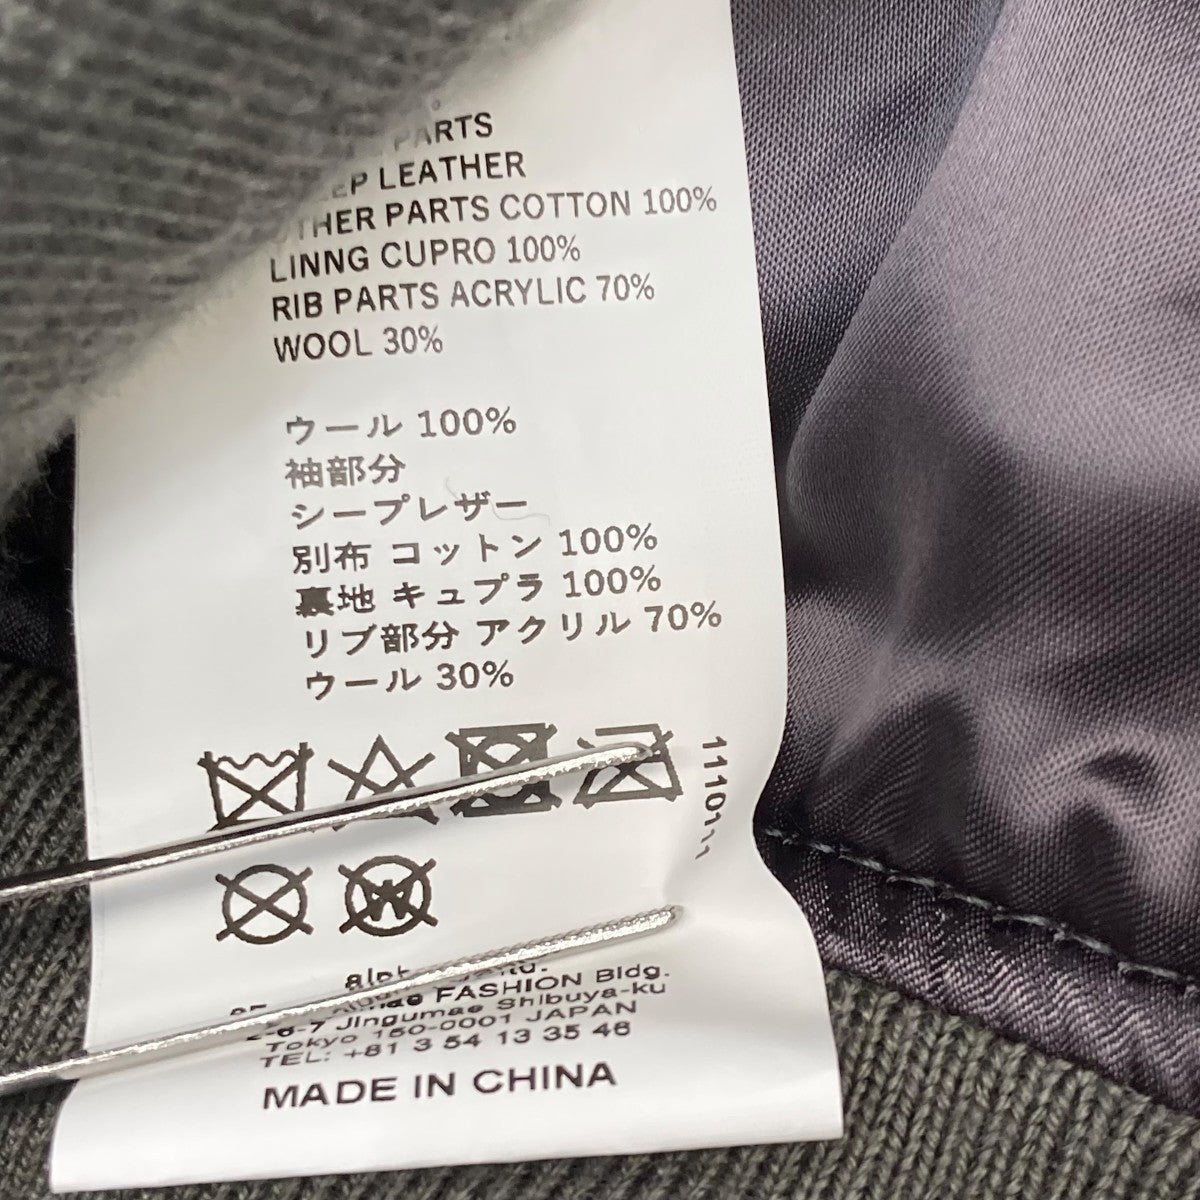 PARTS
LEATHER
PARTS COTTON 100%
LINNG CUPRO 100%
RIB PARTS ACRYLIC 70%
WOOL 30%
ウール 100%
袖部分
シープレザー
別布 コットン 100%
裏地 キュプラ 100%
リブ部分 アクリル 70%
ウール 30%
W
1110111
FASHION Bldg.
Jingumae Shibuya-ku
Tokyo 150-0001 JAPAN
TEL: +81 3 54 13 35 46
MADE IN CHINA